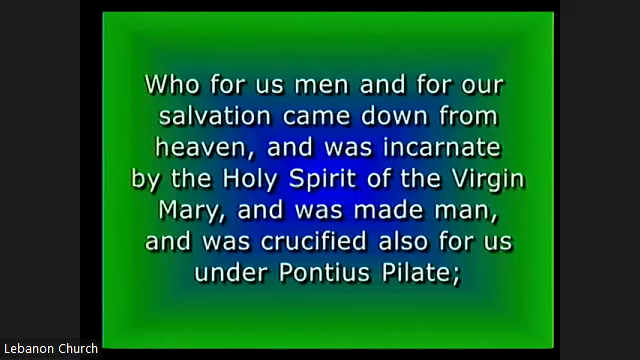 Who for us men and for our
salvation came down from
heaven, and was incarnate
by the Holy Spirit of the Virgin
Mary, and was made man,
and was crucified also for us
under Pontius Pilate;
Lebanon Church